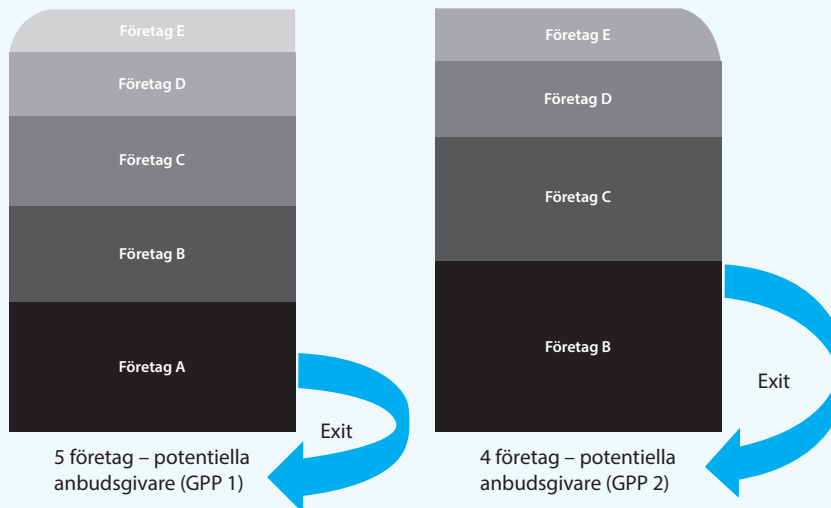 Företag E
Företag D
Företag C
Företag B
Företag A
Exit
5 företag – potentiella
anbudsgivare (GPP 1)
Företag E
Företag D
Företag C
Företag B
Exit
4 företag – potentiella
anbudsgivare (GPP 2)